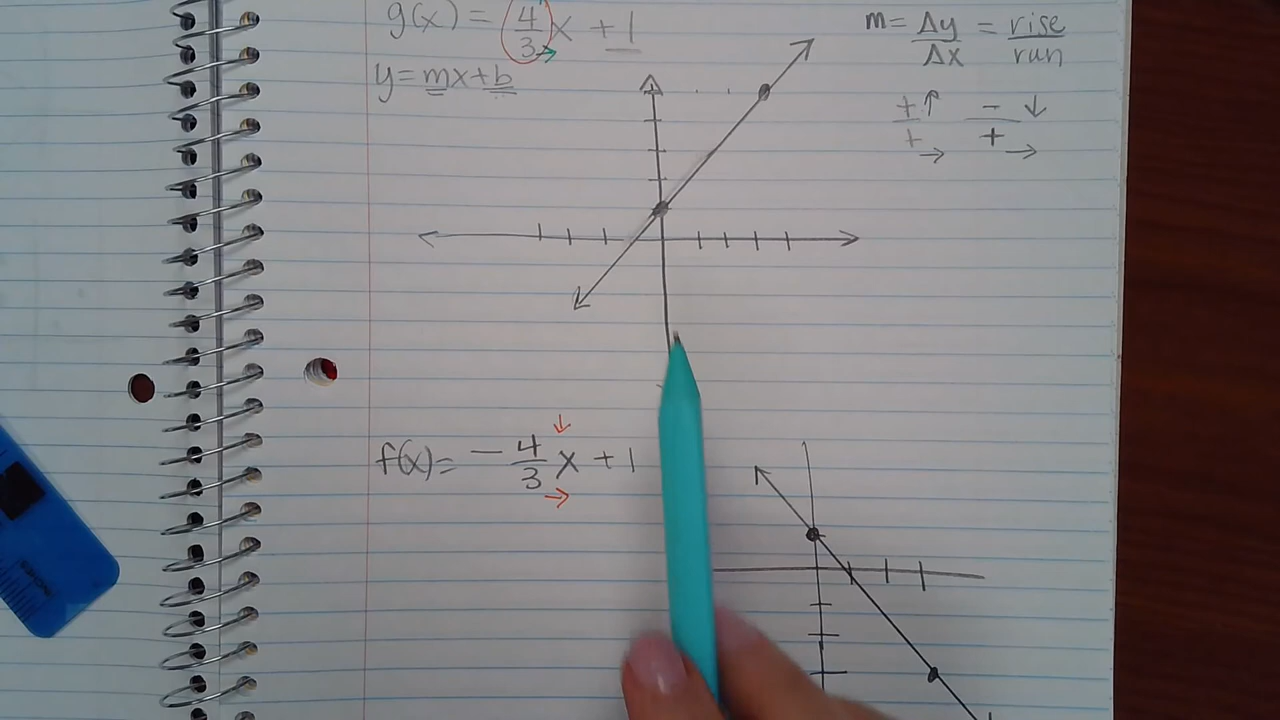 g(x) = 4/3 x + 1
y = mx + b
m = Δy/Δx = rise/run
+/+ ↑ → -/+ ↓ →
f(x) = - 4/3 x + 1